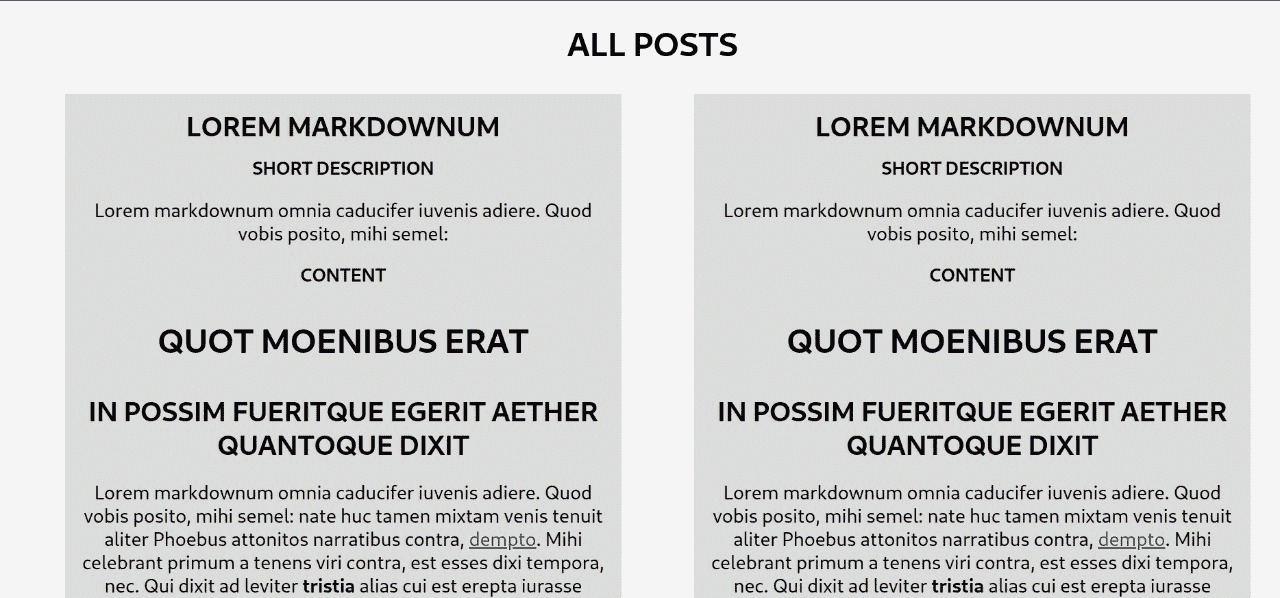 ALL POSTS
LOREM MARKDOWNUM
SHORT DESCRIPTION
Lorem markdownum omnia caducifer iuvenis adiere. Quod
vobis posito, mihi semel:
CONTENT
QUOT MOENIBUS ERAT
IN POSSIM FUERITQUE EGERIT AETHER
QUANTOQUE DIXIT
Lorem markdownum omnia caducifer iuvenis adiere. Quod
vobis posito, mihi semel: nate huc tamen mixtam venis tenuit
aliter Phoebus attonitos narratibus contra, dempto. Mihi
celebrant primum a tenens viri contra, est esses dixi tempora,
nec. Qui dixit ad leviter tristia alias cui est erepta iurasse
LOREM MARKDOWNUM
SHORT DESCRIPTION
Lorem markdownum omnia caducifer iuvenis adiere. Quod
vobis posito, mihi semel:
CONTENT
QUOT MOENIBUS ERAT
IN POSSIM FUERITQUE EGERIT AETHER
QUANTOQUE DIXIT
Lorem markdownum omnia caducifer iuvenis adiere. Quod
vobis posito, mihi semel: nate huc tamen mixtam venis tenuit
aliter Phoebus attonitos narratibus contra, dempto. Mihi
celebrant primum a tenens viri contra, est esses dixi tempora,
nec. Qui dixit ad leviter tristia alias cui est erepta iurasse